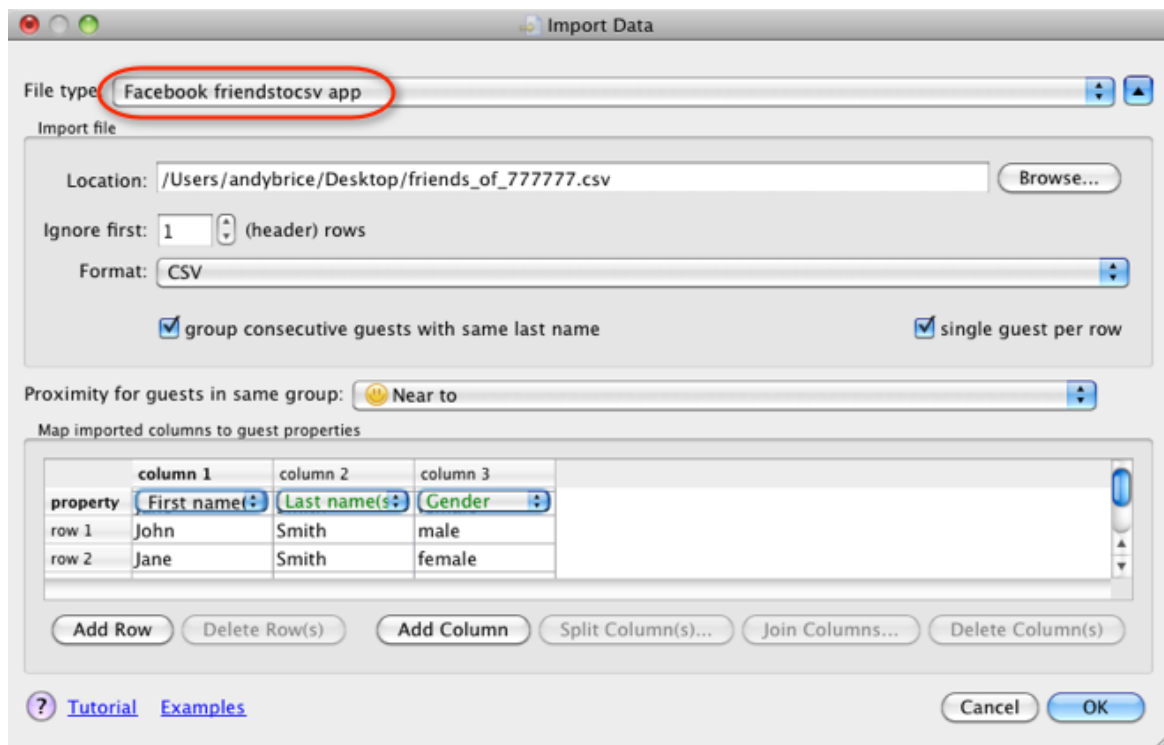 Import Data
File type: Facebook friendstocsv app
Import file
Location: /Users/andybrice/Desktop/friends_of_777777.csv Browse...
Ignore first: 1 (header) rows
Format: CSV
group consecutive guests with same last name single guest per row
Proximity for guests in same group: Near to
Map imported columns to guest properties
column 1 column 2 column 3
property First name( Last name(s Gender
row 1 John Smith male
row 2 Jane Smith female
Add Row Delete Row(s) Add Column Split Column(s)... Join Columns... Delete Column(s)
? Tutorial Examples Cancel OK